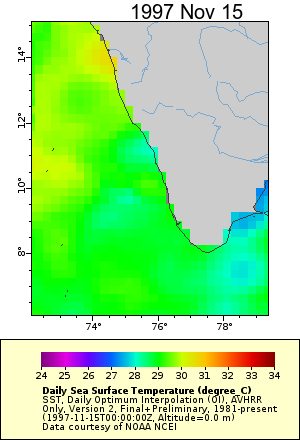 1997 Nov 15
14°
12°
10°
8°
74° 76° 78°
24 25 26 27 28 29 30 31 32 33 34
Daily Sea Surface Temperature (degree_C)
SST, Daily Optimum Interpolation (OI), AVHRR
Only, Version 2, Final+Preliminary, 1981-present
(1997-11-15T00:00:00Z, Altitude=0.0 m)
Data courtesy of NOAA NCEI